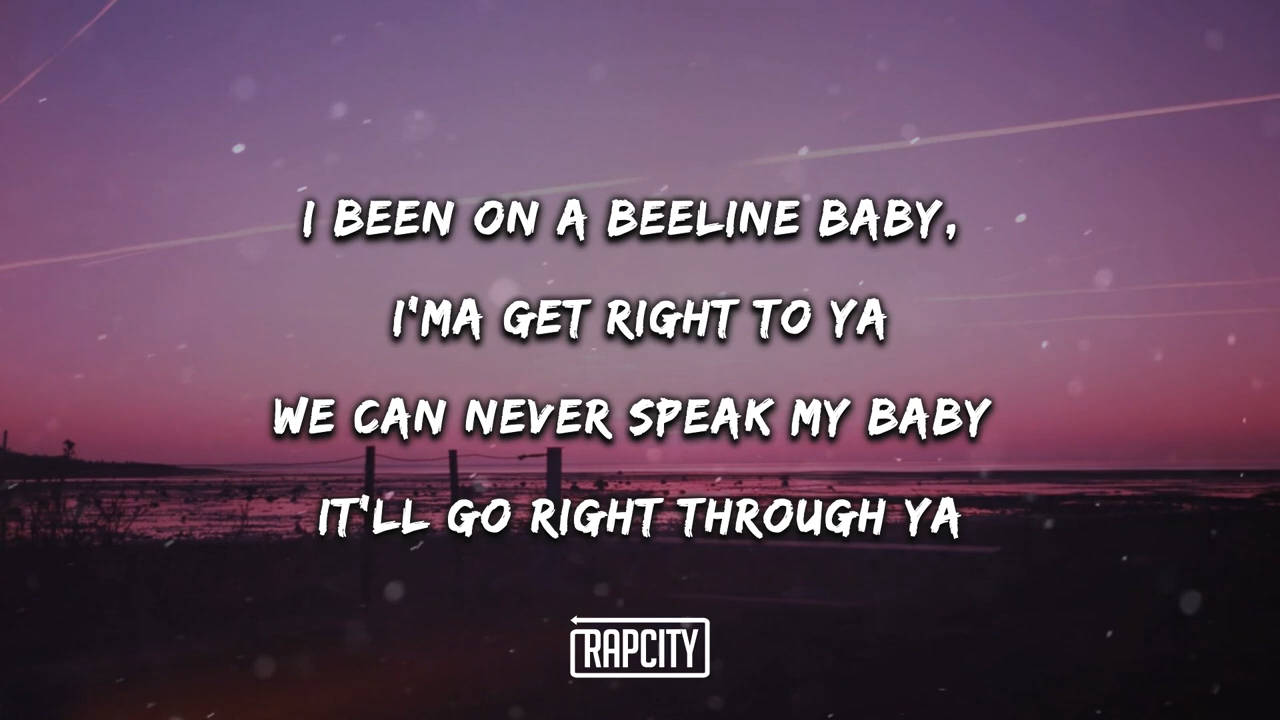 I BEEN ON A BEELINE BABY,
I'MA GET RIGHT TO YA
WE CAN NEVER SPEAK MY BABY
IT'LL GO RIGHT THROUGH YA
RAPCITY